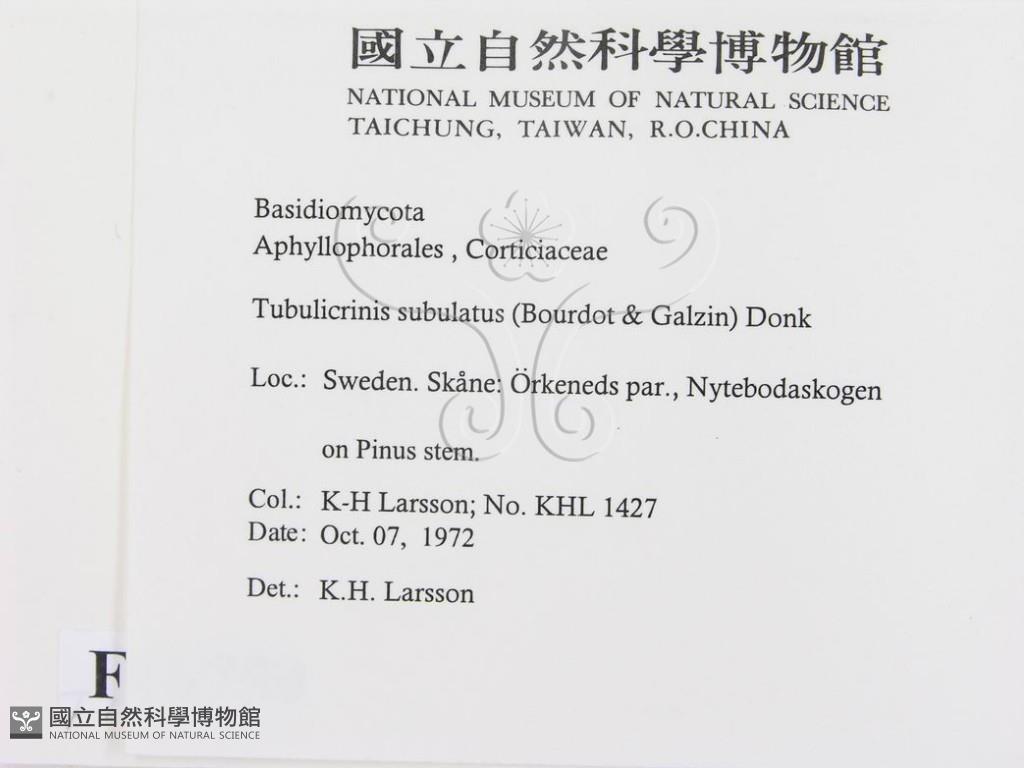 國立自然科學博物館
NATIONAL MUSEUM OF NATURAL SCIENCE
TAICHUNG, TAIWAN, R.O.CHINA
Basidiomycota
Aphyllophorales , Corticiaceae
Tubulicrinis subulatus (Bourdot & Galzin) Donk
Loc.: Sweden. Skåne: Örkeneds par., Nytebodaskogen
on Pinus stem.
Col.: K-H Larsson; No. KHL 1427
Date: Oct. 07, 1972
Det.: K.H. Larsson
F
國立自然科學博物館
NATIONAL MUSEUM OF NATURAL SCIENCE